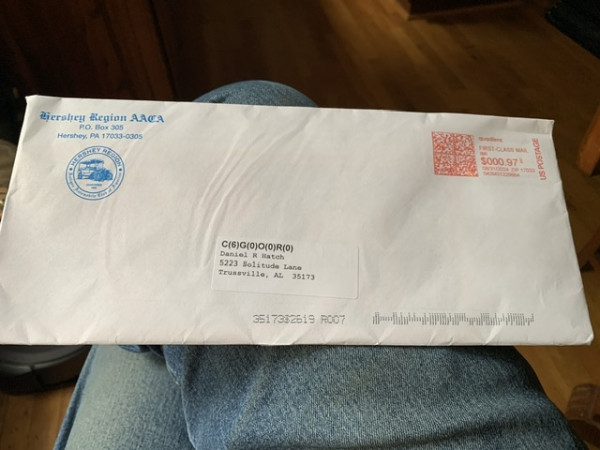 Hershey Region AACA
P.O. Box 305
Hershey, PA 17033-0305
HERSHEY REGION
FIRST-CLASS MAIL
$000.97
US POSTAGE
C(6)G(0)O(0)R(0)
Daniel R Hatch
5223 Solitude Lane
Trussville, AL 35173
R007